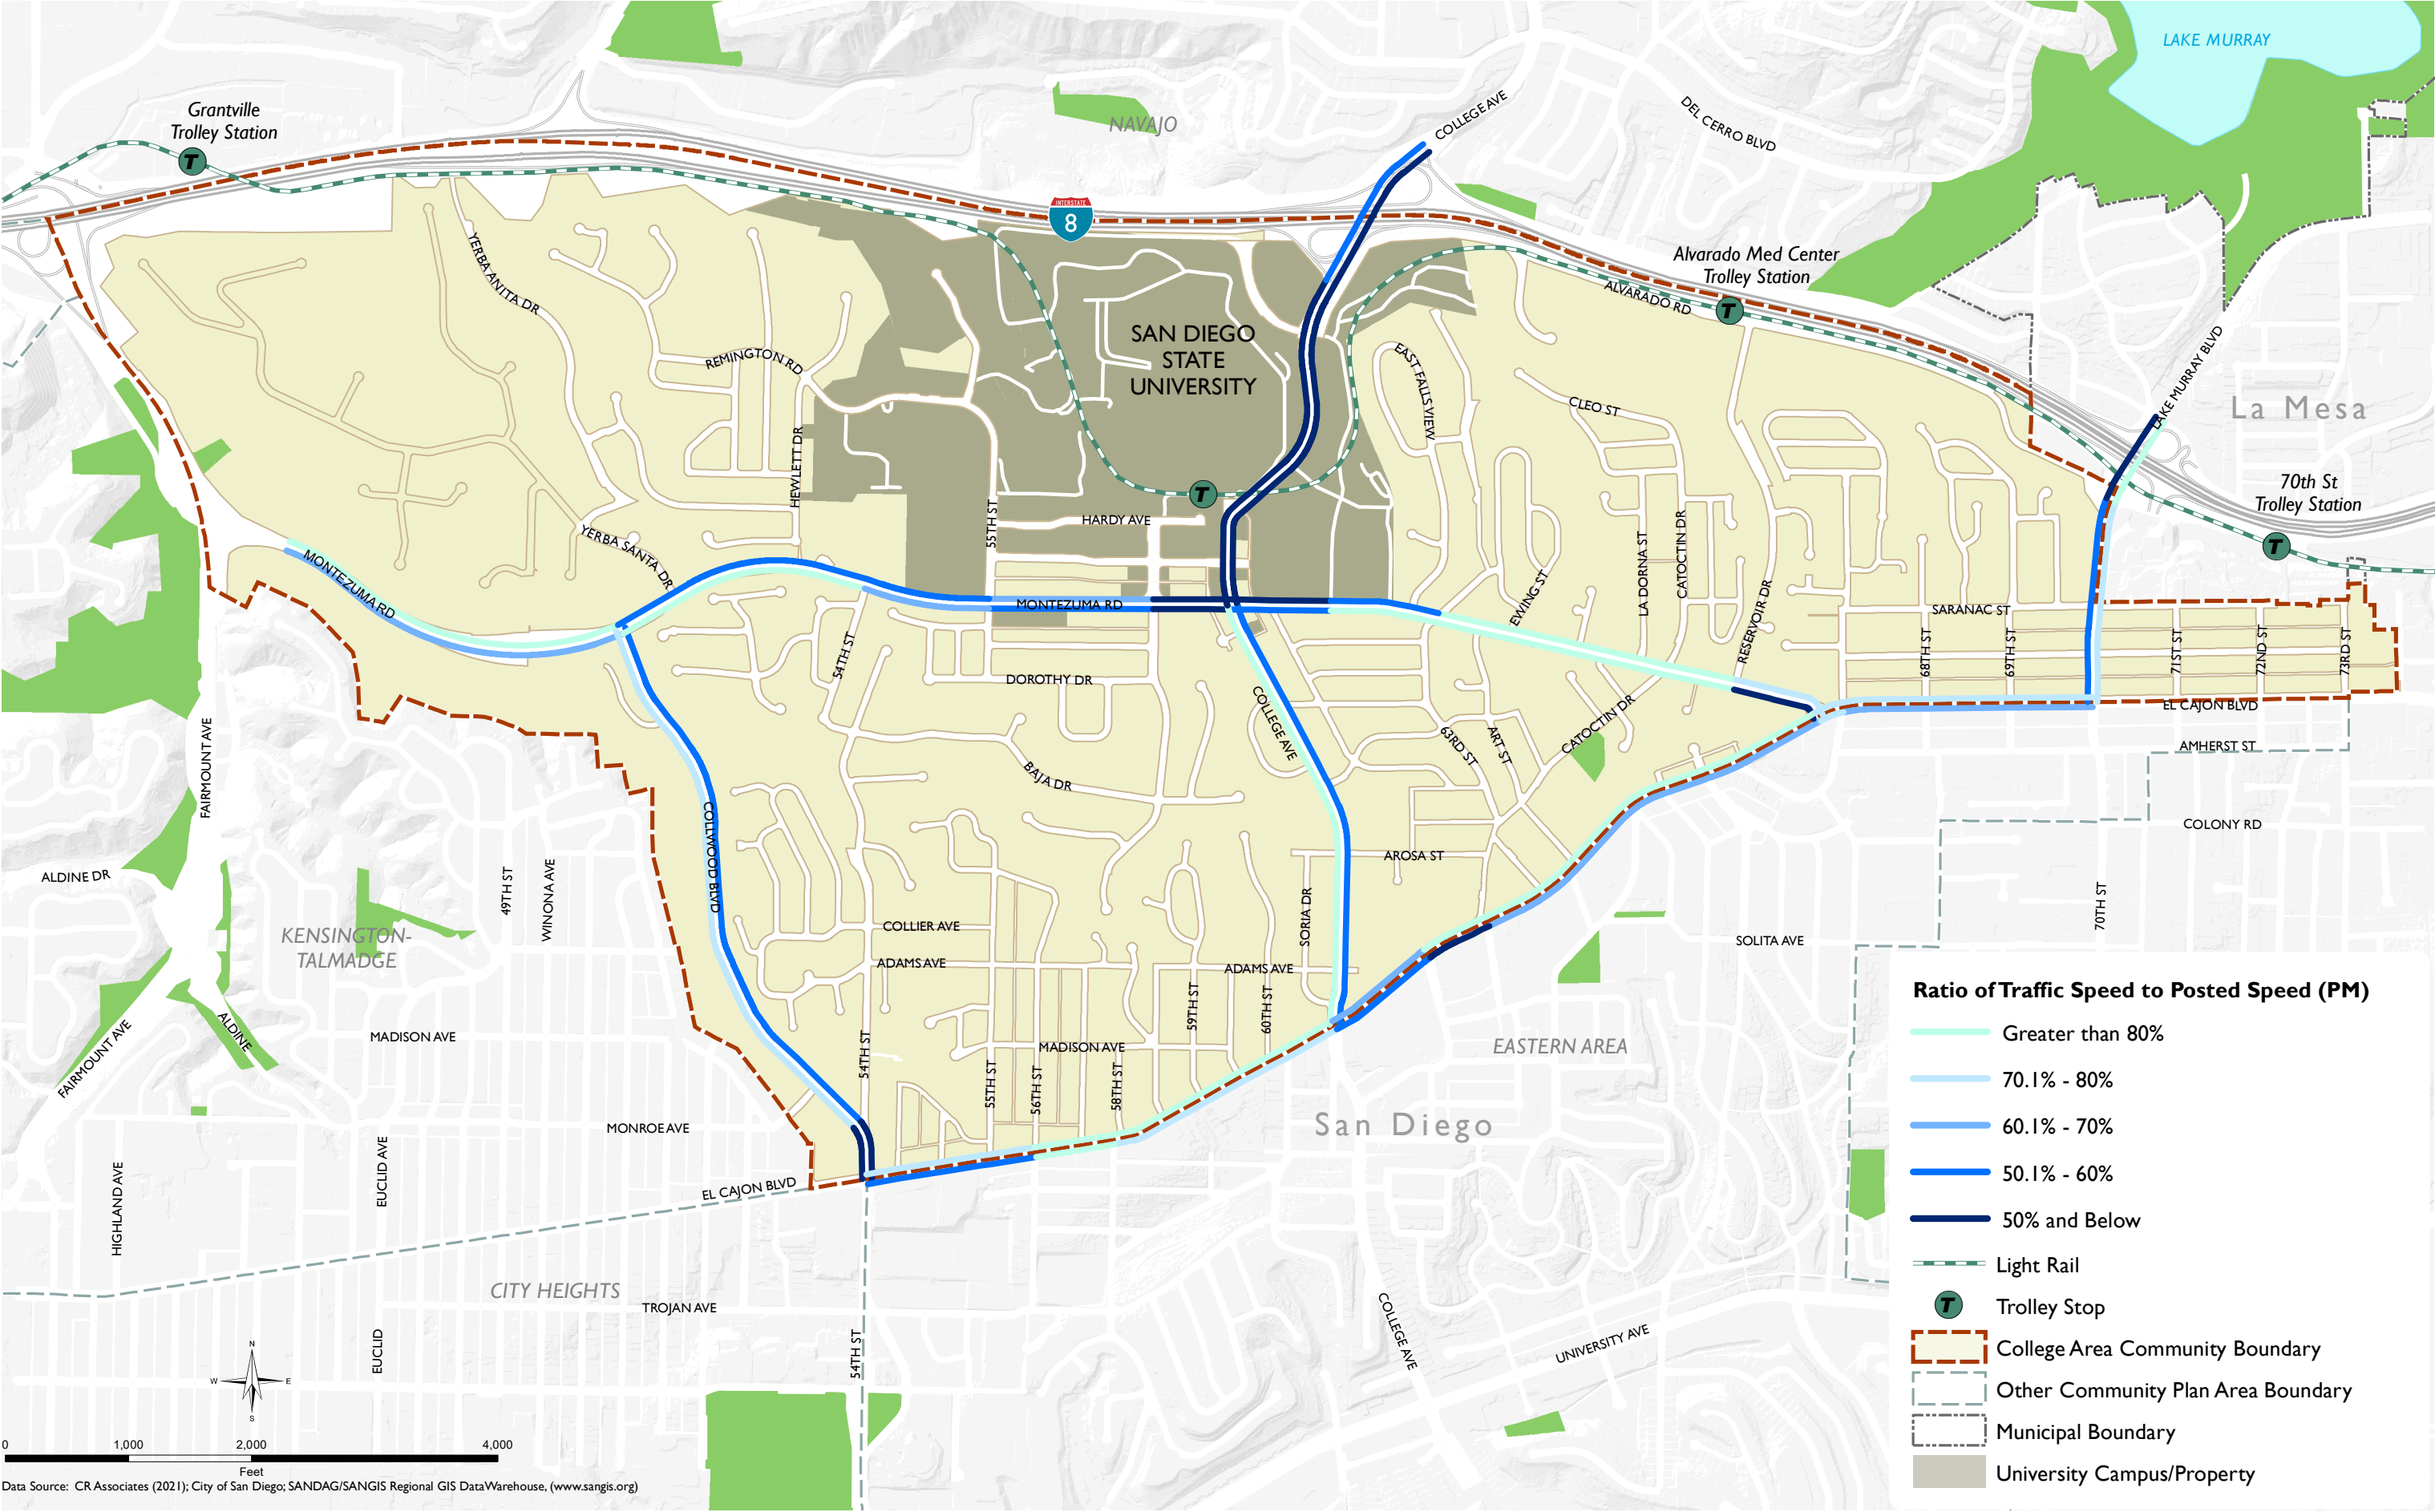 LAKE MURRAY
COLLEGE AVE
DEL CERRO BLVD
Grantville
Trolley Station
NAVAJO
INTERSTATE
8
Alvarado Med Center
Trolley Station
ALVARADO RD
YERBA ANITA DR
SAN DIEGO
STATE
UNIVERSITY
REMINGTON RD
EAST FALLS VIEW
CLEO ST
LAKE MURRAY BLVD
La Mesa
HEWLETT DR
70th St
Trolley Station
55TH ST
HARDY AVE
LA DORNA ST
CATOCTIN DR
YERBA SANTA DR
MONTEZUMA RD
MONTEZUMA RD
EWING ST
RESERVOIR DR
SARANAC ST
68TH ST
69TH ST
71ST ST
72ND ST
73RD ST
54TH ST
DOROTHY DR
COLLEGE AVE
63RD ST
ART ST
CATOCTIN DR
EL CAJON BLVD
AMHERST ST
FAIRMOUNT AVE
BAJA DR
COLLWOOD BLVD
COLONY RD
AROSA ST
ALDINE DR
49TH ST
WINONA AVE
70TH ST
SORIA DR
COLLIER AVE
KENSINGTON-
TALMADGE
SOLITA AVE
ADAMS AVE
ADAMS AVE
59TH ST
60TH ST
FAIRMOUNT AVE
ALDINE
MADISON AVE
54TH ST
MADISON AVE
EASTERN AREA
55TH ST
56TH ST
58TH ST
MONROE AVE
San Diego
HIGHLAND AVE
EUCLID AVE
EL CAJON BLVD
CITY HEIGHTS
TROJAN AVE
EUCLID
54TH ST
COLLEGE AVE
UNIVERSITY AVE
N
W E
S
0 1,000 2,000 4,000
Feet
Data Source: CR Associates (2021); City of San Diego; SANDAG/SANGIS Regional GIS DataWarehouse, (www.sangis.org)
Ratio of Traffic Speed to Posted Speed (PM)
Greater than 80%
70.1% - 80%
60.1% - 70%
50.1% - 60%
50% and Below
Light Rail
T Trolley Stop
College Area Community Boundary
Other Community Plan Area Boundary
Municipal Boundary
University Campus/Property